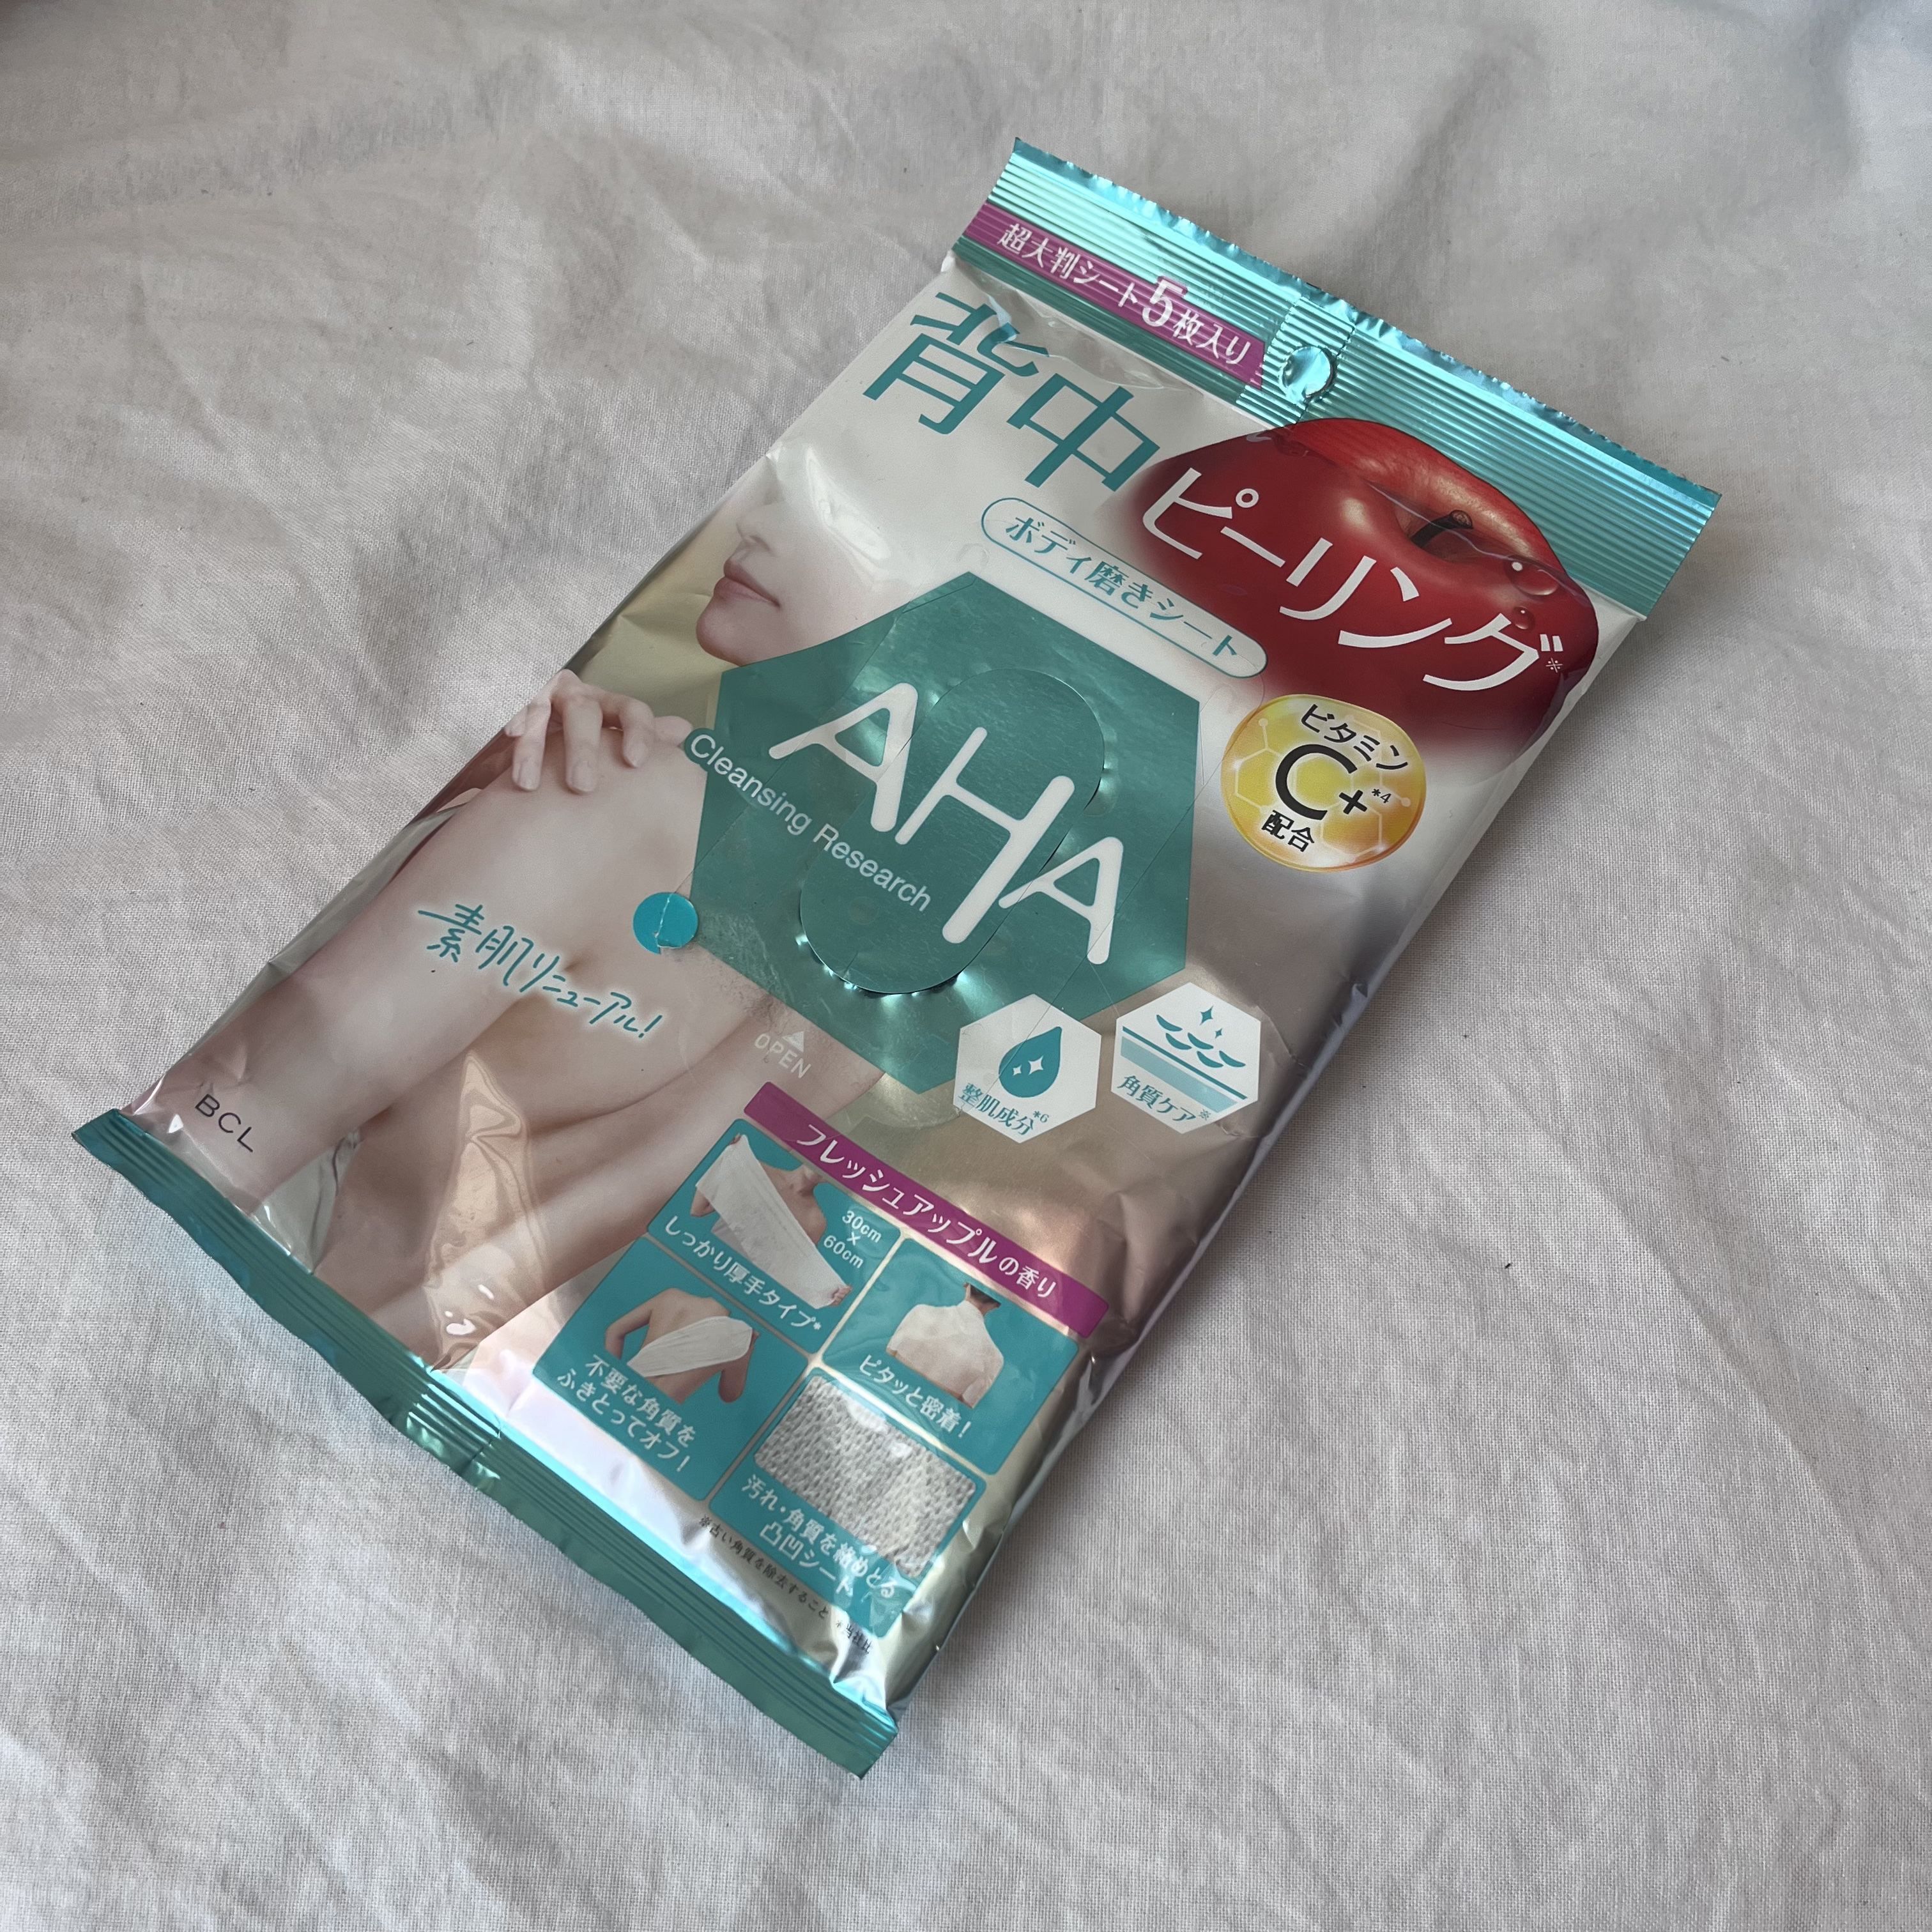 超大判シート5枚入り
背中
ピーリング※
ボディ磨きシート
ビタミン
C+*4
配合
AHA
Cleansing Research
素肌リニューアル!
OPEN
整肌成分*6
角質ケア※
BCL
フレッシュアップルの香り
30cm
×
60cm
しっかり厚手タイプ*
ピタッと密着!
不要な角質を
ふきとってオフ!
汚れ・角質を絡めとる
凸凹シート
※古い角質を除去すること *当社比